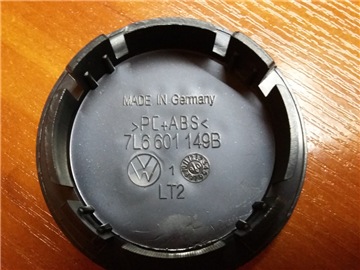 MADE IN Germany
>PC+ABS<
7L6 601 149B
1
LT2